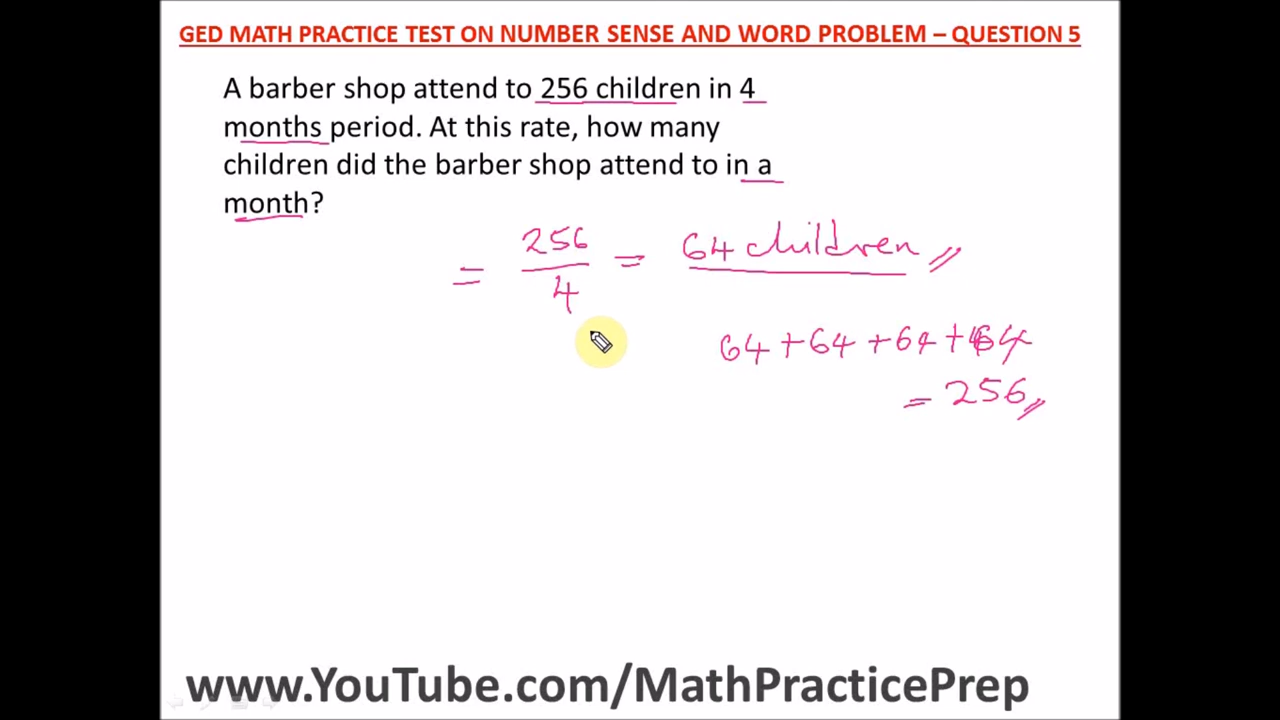 GED MATH PRACTICE TEST ON NUMBER SENSE AND WORD PROBLEM – QUESTION 5
A barber shop attend to 256 children in 4
months period. At this rate, how many
children did the barber shop attend to in a
month?
= 256/4 = 64 children
64 + 64 + 64 + 64
= 256
www.YouTube.com/MathPracticePrep